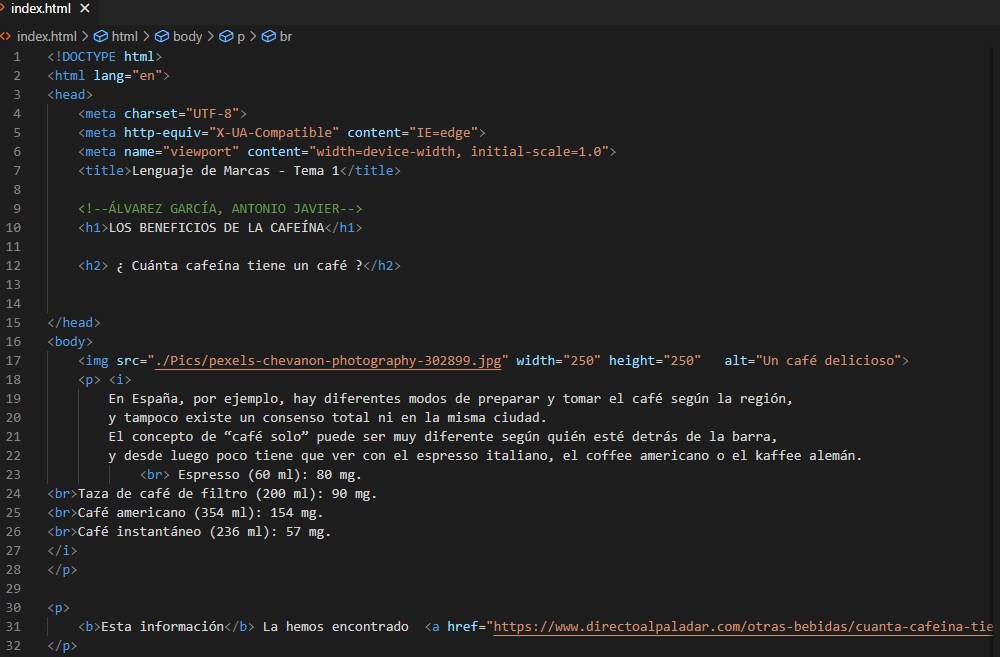 index.html
index.html > html > body > p > br
1 <!DOCTYPE html>
2 <html lang="en">
3 <head>
4 <meta charset="UTF-8">
5 <meta http-equiv="X-UA-Compatible" content="IE=edge">
6 <meta name="viewport" content="width=device-width, initial-scale=1.0">
7 <title>Lenguaje de Marcas - Tema 1</title>
8
9 <!--ÁLVAREZ GARCÍA, ANTONIO JAVIER-->
10 <h1>LOS BENEFICIOS DE LA CAFEÍNA</h1>
11
12 <h2> ¿ Cuánta cafeína tiene un café ?</h2>
13
14
15 </head>
16 <body>
17 <img src="./Pics/pexels-chevanon-photography-302899.jpg" width="250" height="250" alt="Un café delicioso">
18 <p> <i>
19 En España, por ejemplo, hay diferentes modos de preparar y tomar el café según la región,
20 y tampoco existe un consenso total ni en la misma ciudad.
21 El concepto de “café solo” puede ser muy diferente según quién esté detrás de la barra,
22 y desde luego poco tiene que ver con el espresso italiano, el coffee americano o el kaffee alemán.
23 <br> Espresso (60 ml): 80 mg.
24 <br>Taza de café de filtro (200 ml): 90 mg.
25 <br>Café americano (354 ml): 154 mg.
26 <br>Café instantáneo (236 ml): 57 mg.
27 </i>
28 </p>
29
30 <p>
31 <b>Esta información</b> La hemos encontrado <a href="https://www.directoalpaladar.com/otras-bebidas/cuanta-cafeina-tie
32 </p>